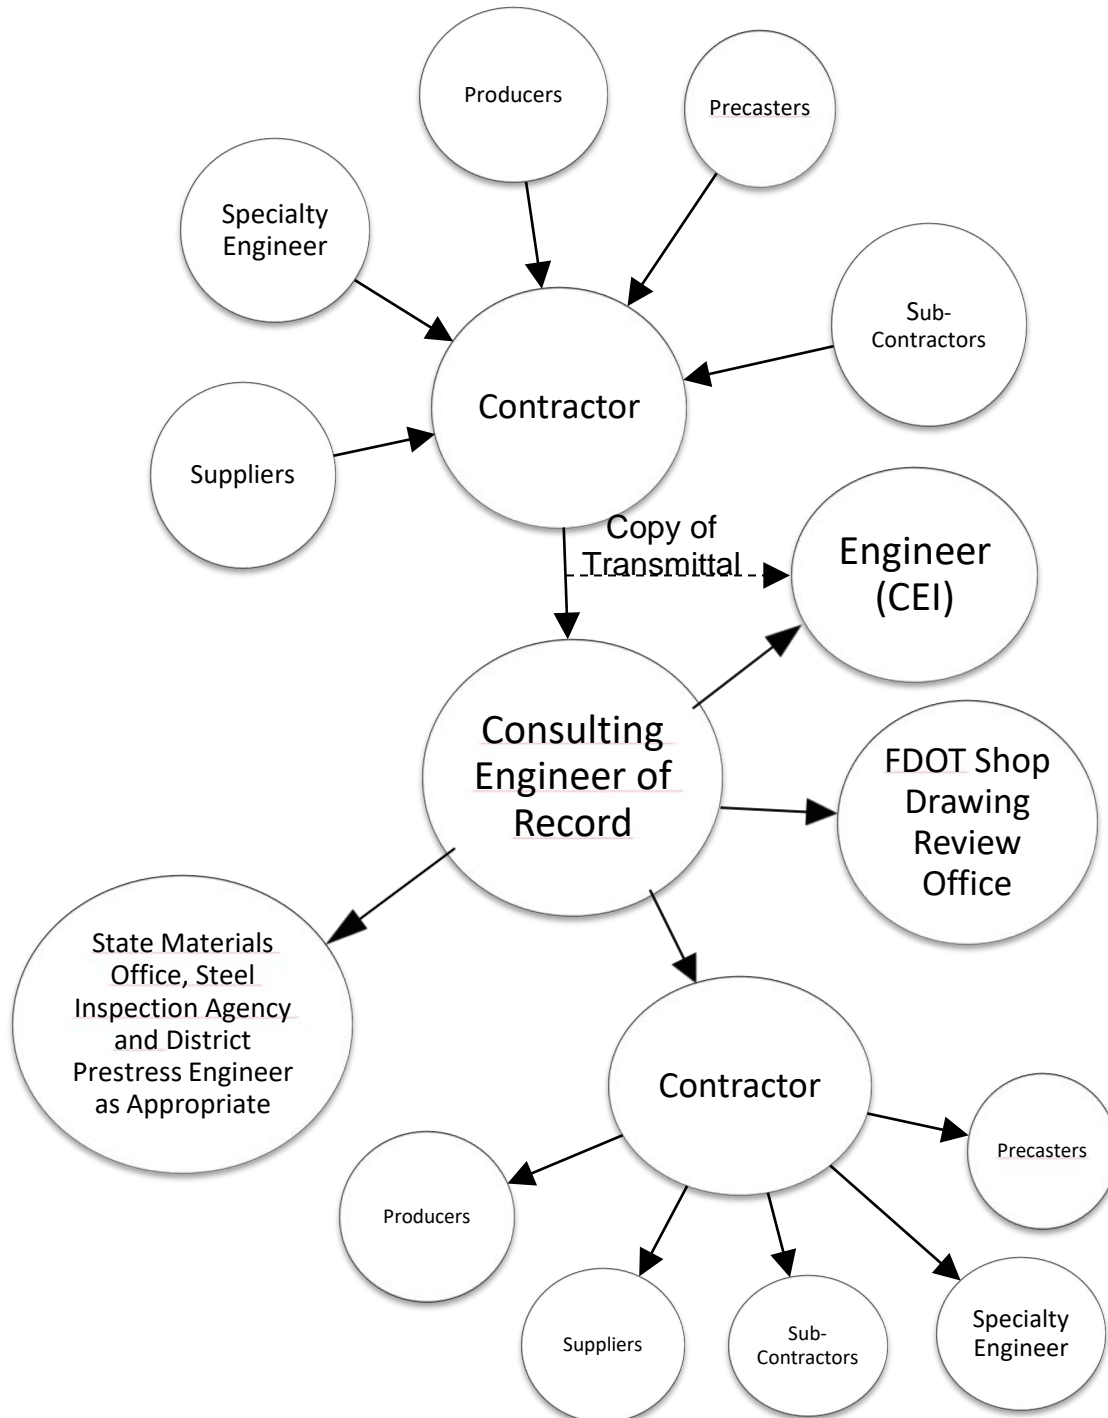 Producers
Precasters
Specialty
Engineer
Sub-
Contractors
Contractor
Suppliers
Copy of
Transmittal
Engineer
(CEI)
Consulting
Engineer of
Record
FDOT Shop
Drawing
Review
Office
State Materials
Office, Steel
Inspection Agency
and District
Prestress Engineer
as Appropriate
Contractor
Precasters
Producers
Suppliers
Sub-
Contractors
Specialty
Engineer